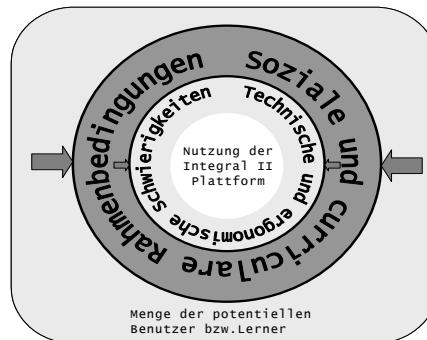 Soziale und curriculare Rahmenbedingungen
Technische und ergonomische Schwierigkeiten
Nutzung der
Integral II
Plattform
Menge der potentiellen
Benutzer bzw.Lerner